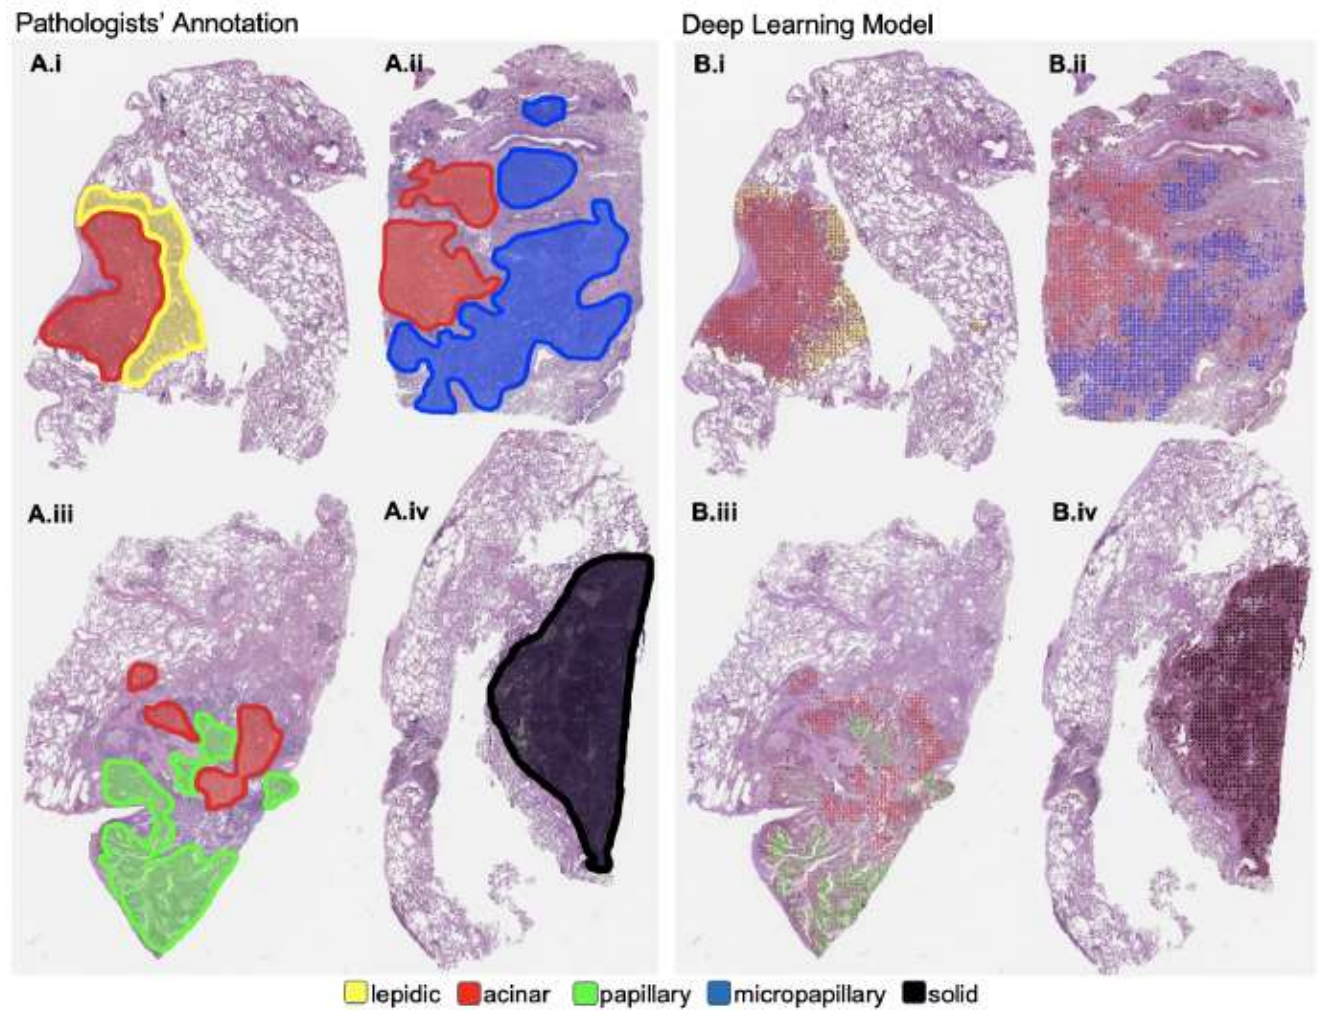 Pathologists' Annotation
Deep Learning Model
A.i
A.ii
B.i
B.ii
A.iii
A.iv
B.iii
B.iv
lepidic acinar papillary micropapillary solid